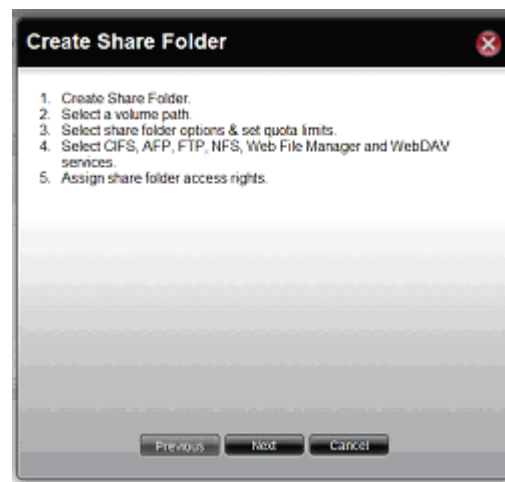 Create Share Folder
1. Create Share Folder.
2. Select a volume path.
3. Select share folder options & set quota limits.
4. Select CIFS, AFP, FTP, NFS, Web File Manager and WebDAV
services.
5. Assign share folder access rights.
Previous Next Cancel